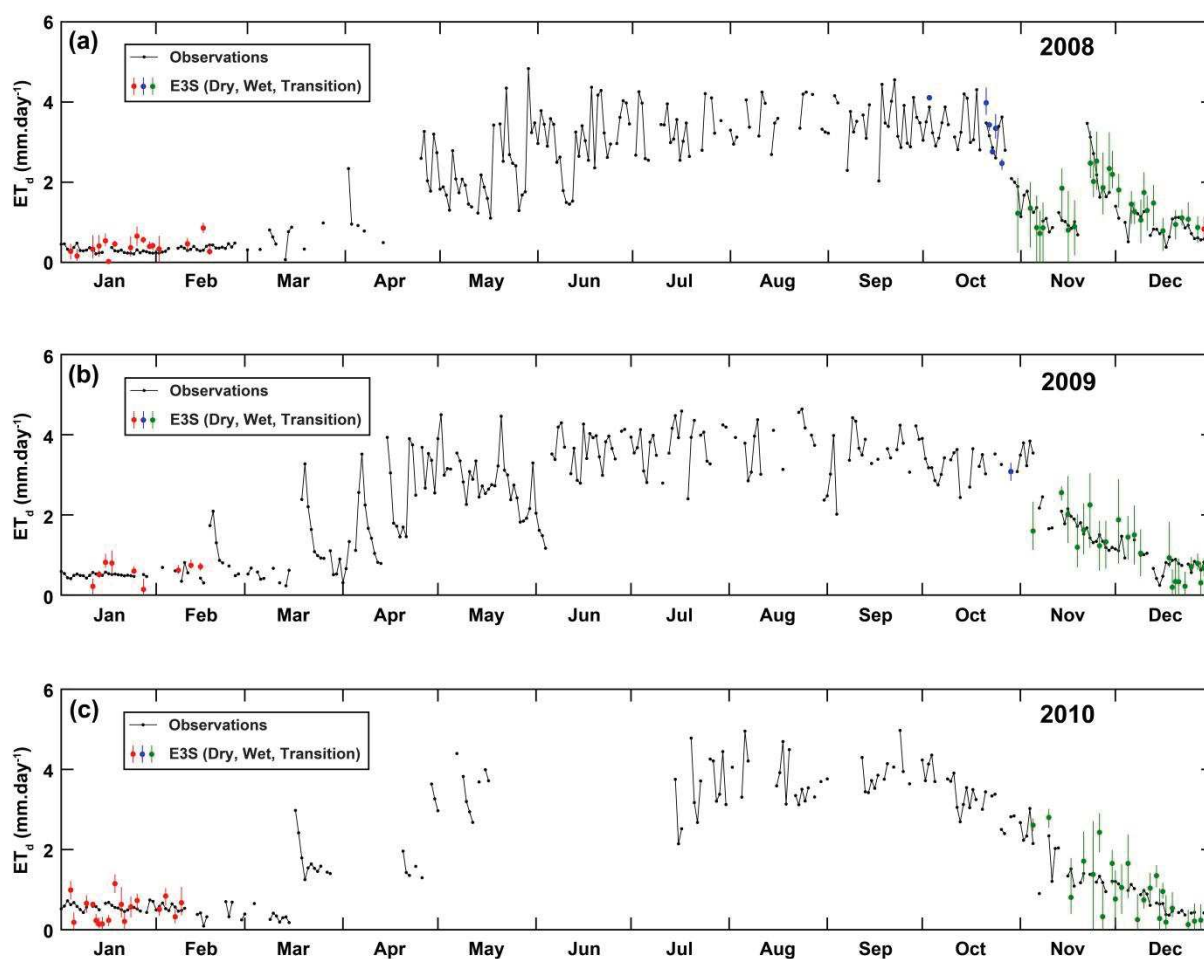 6
(a)
2008
Observations
E3S (Dry, Wet, Transition)
4
ET_d (mm.day⁻¹)
2
0
Jan Feb Mar Apr May Jun Jul Aug Sep Oct Nov Dec
6
(b)
2009
Observations
E3S (Dry, Wet, Transition)
4
ET_d (mm.day⁻¹)
2
0
Jan Feb Mar Apr May Jun Jul Aug Sep Oct Nov Dec
6
(c)
2010
Observations
E3S (Dry, Wet, Transition)
4
ET_d (mm.day⁻¹)
2
0
Jan Feb Mar Apr May Jun Jul Aug Sep Oct Nov Dec